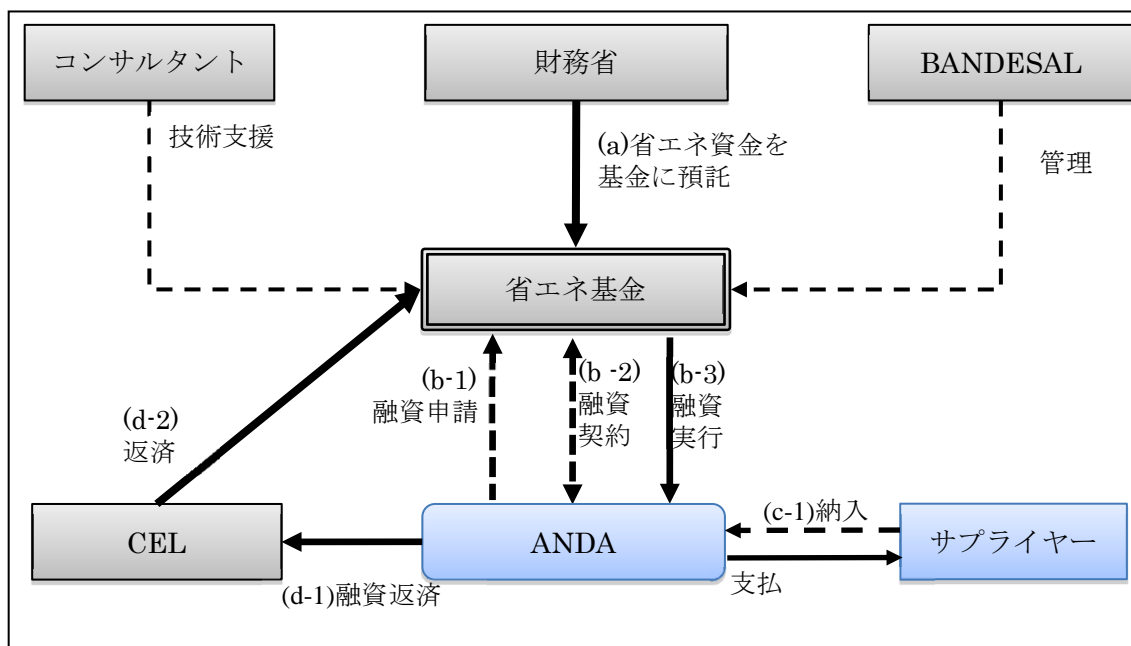 コンサルタント
財務省
BANDESAL
技術支援
(a)省エネ資金を
基金に預託
管理
省エネ基金
(b-1)
融資申請
(b -2)
融資
契約
(b-3)
融資
実行
(d-2)
返済
(c-1)納入
CEL
ANDA
サプライヤー
(d-1)融資返済
支払